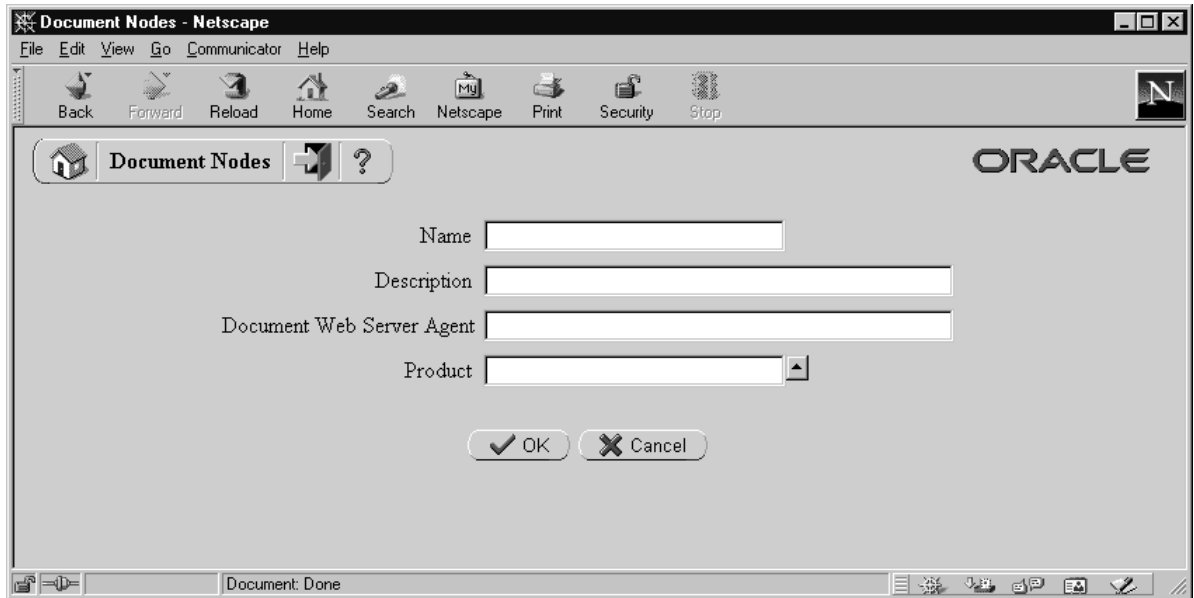 Document Nodes - Netscape
File Edit View Go Communicator Help
Back Forward Reload Home Search Netscape Print Security Stop
My
N
Document Nodes ?
ORACLE
Name
Description
Document Web Server Agent
Product
OK Cancel
Document: Done